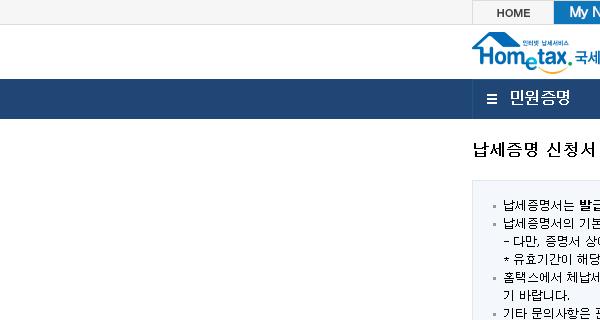 HOME My N
인터넷 납세서비스
Hometax. 국세
민원증명
납세증명 신청서
납세증명서는 발급
납세증명서의 기본
- 다만, 증명서 상
* 유효기간이 해당
홈택스에서 체납세
기 바랍니다.
기타 문의사항은